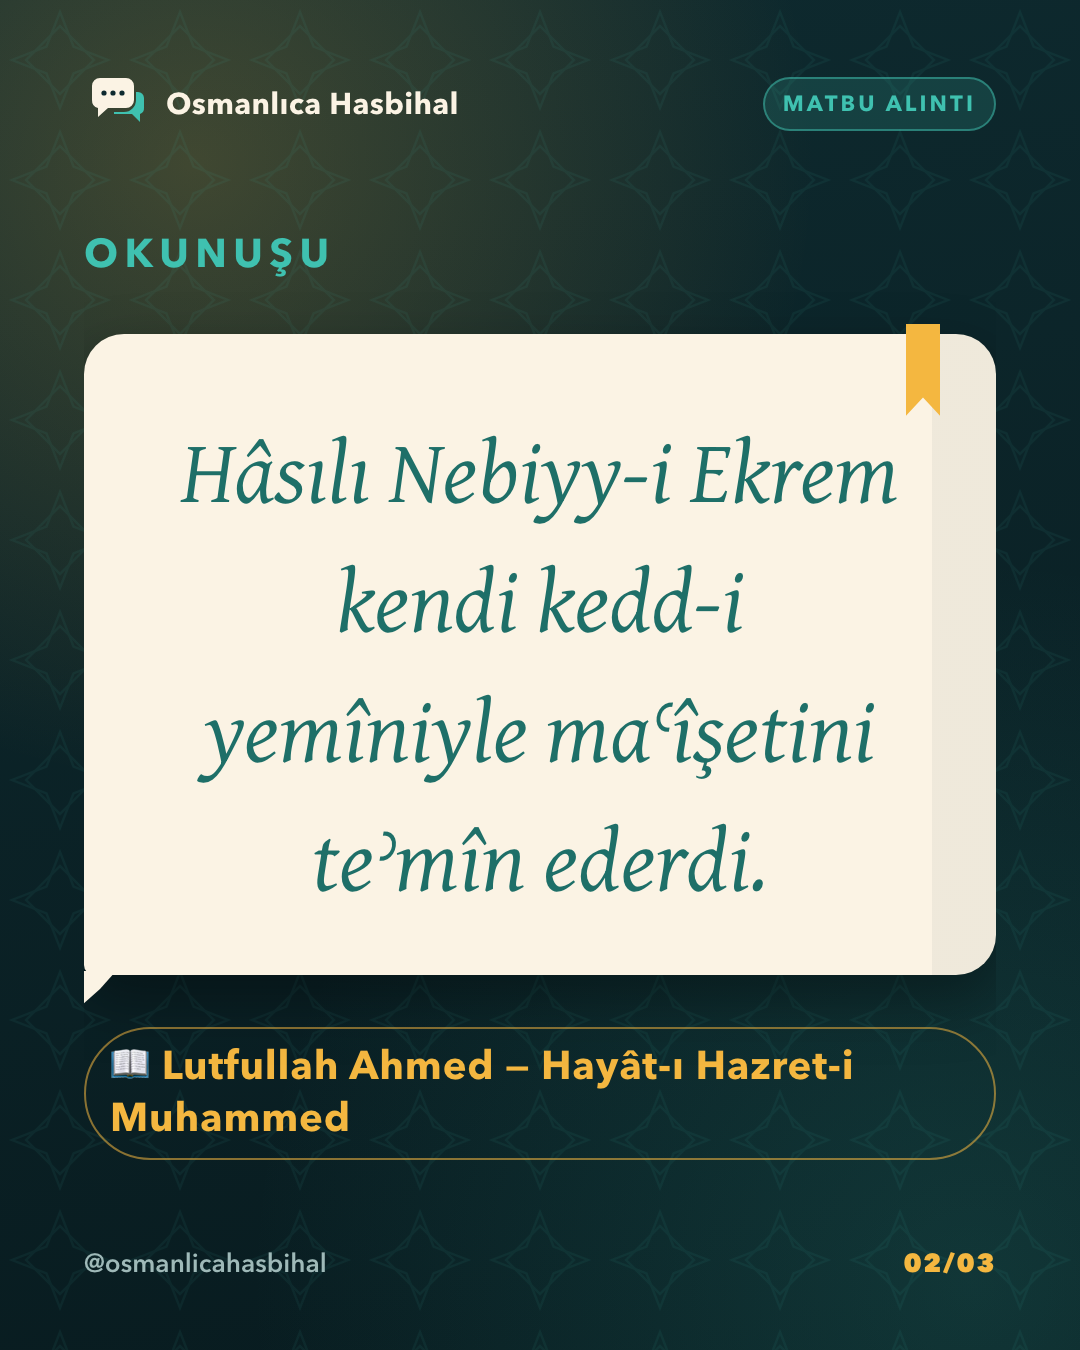 Osmanlıca Hasbihal
MATBU ALINTI
OKUNUŞU
Hâsılı Nebiyy-i Ekrem
kendi kedd-i
yemîniyle maʿîşetini
teʾmîn ederdi.
📖 Lutfullah Ahmed – Hayât-ı Hazret-i
Muhammed
@osmanlicahasbihal
02/03